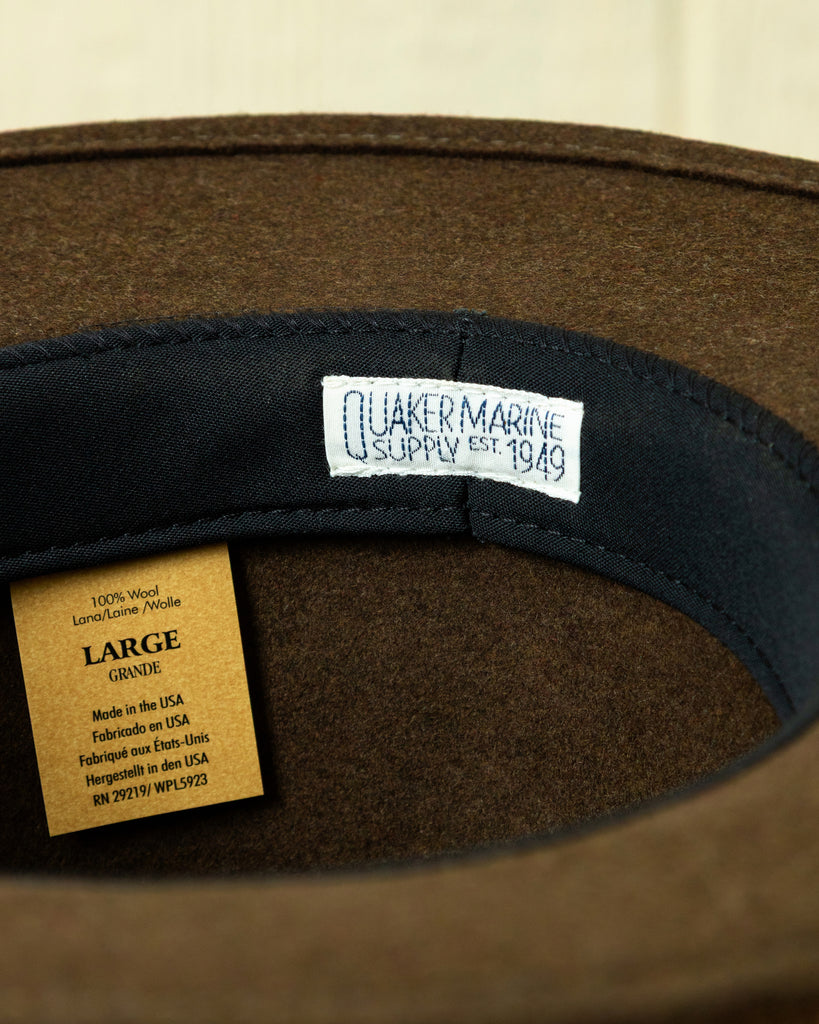 QUAKER MARINE
SUPPLY EST. 1949
100% Wool
Lana/Laine /Wolle
LARGE
GRANDE
Made in the USA
Fabricado en USA
Fabriqué aux États-Unis
Hergestellt in den USA
RN 29219/ WPL5923